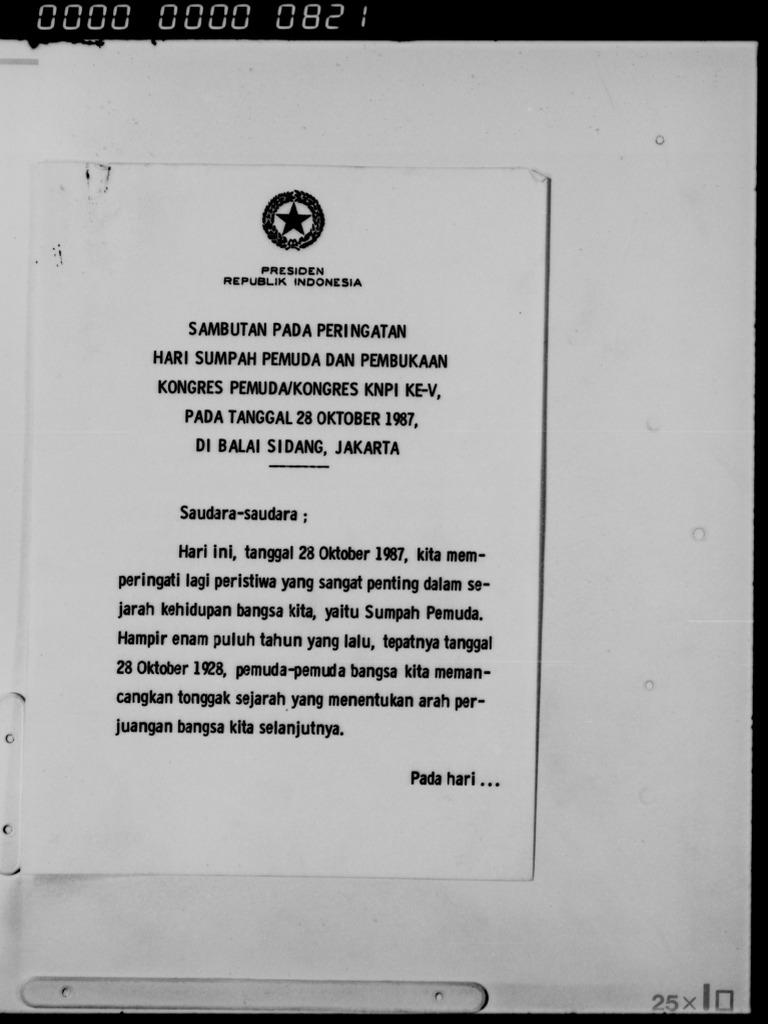 0000 0000 0821
PRESIDEN
REPUBLIK INDONESIA
SAMBUTAN PADA PERINGATAN
HARI SUMPAH PEMUDA DAN PEMBUKAAN
KONGRES PEMUDA/KONGRES KNPI KE-V,
PADA TANGGAL 28 OKTOBER 1987,
DI BALAI SIDANG, JAKARTA
Saudara-saudara ;
Hari ini, tanggal 28 Oktober 1987, kita mem-
peringati lagi peristiwa yang sangat penting dalam se-
jarah kehidupan bangsa kita, yaitu Sumpah Pemuda.
Hampir enam puluh tahun yang lalu, tepatnya tanggal
28 Oktober 1928, pemuda-pemuda bangsa kita meman-
cangkan tonggak sejarah yang menentukan arah per-
juangan bangsa kita selanjutnya.
Pada hari ...
25×